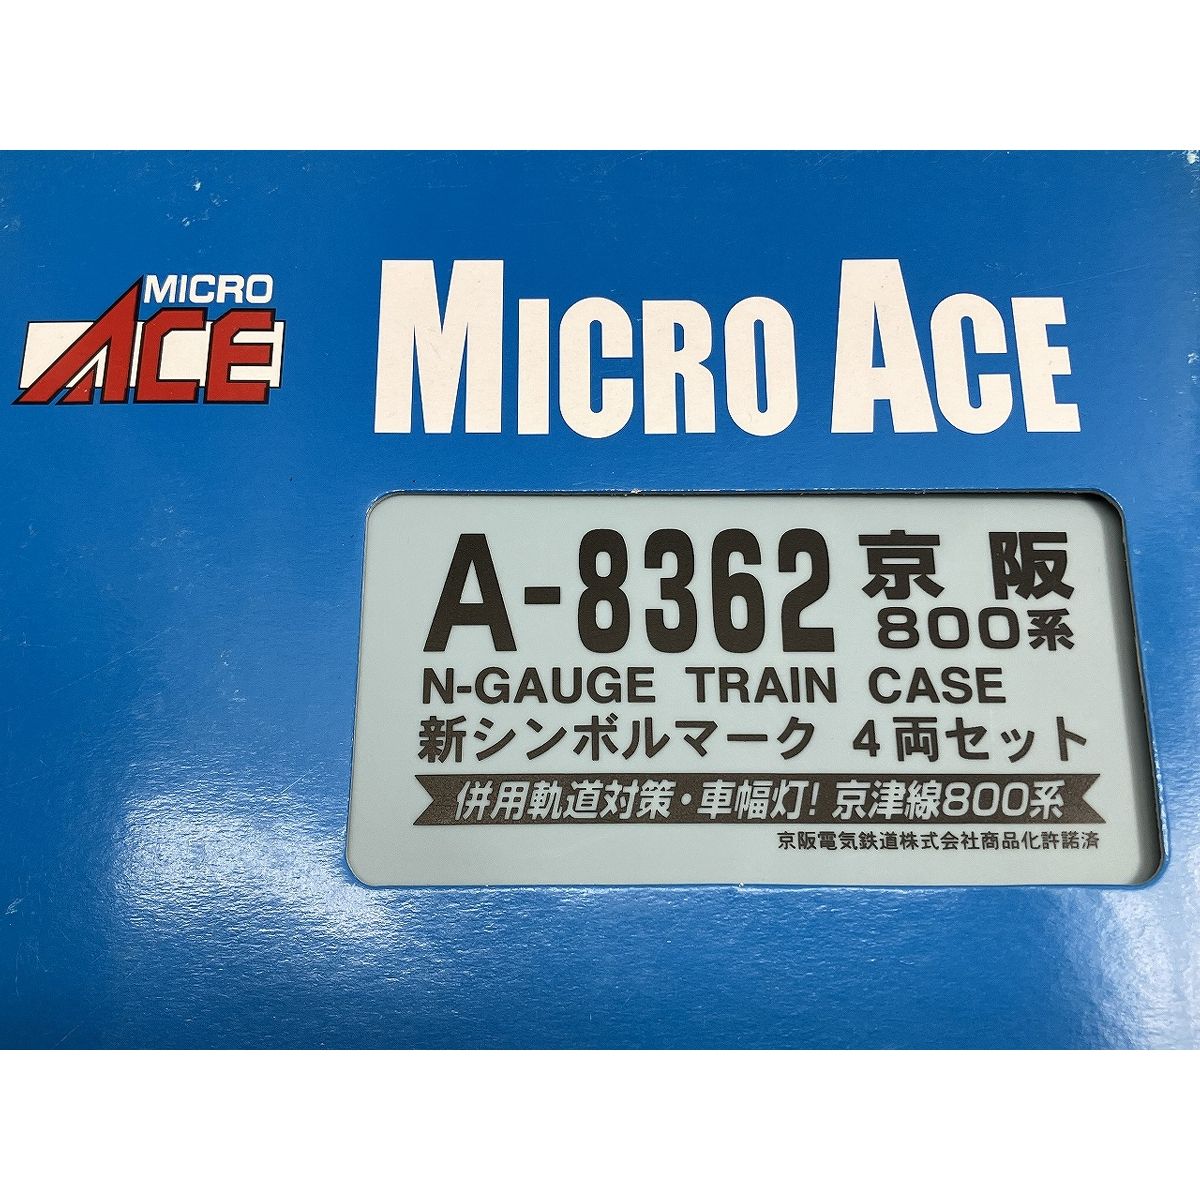 MICRO
ACE
MICRO ACE
A-8362 京阪
800系
N-GAUGE TRAIN CASE
新シンボルマーク 4両セット
併用軌道対策・車幅灯! 京津線800系
京阪電気鉄道株式会社商品化許諾済